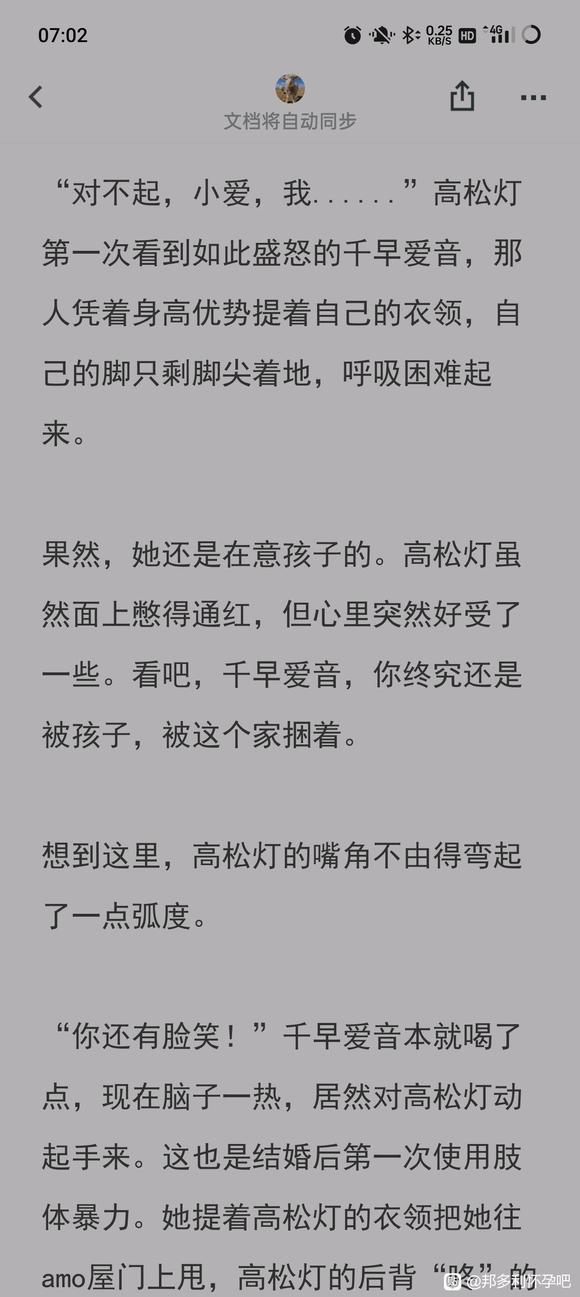 07:02
0.25
KB/S
HD
4G
文档将自动同步
“对不起，小爱，我......”高松灯
第一次看到如此盛怒的千早爱音，那
人凭着身高优势提着自己的衣领，自
己的脚只剩脚尖着地，呼吸困难起
来。
果然，她还是在意孩子的。高松灯虽
然面上憋得通红，但心里突然好受了
一些。看吧，千早爱音，你终究还是
被孩子，被这个家捆着。
想到这里，高松灯的嘴角不由得弯起
了一点弧度。
“你还有脸笑！”千早爱音本就喝了
点，现在脑子一热，居然对高松灯动
起手来。这也是结婚后第一次使用肢
体暴力。她提着高松灯的衣领把她往
amo屋门上甩，高松灯的后背“咚”的
@邦多利怀孕吧